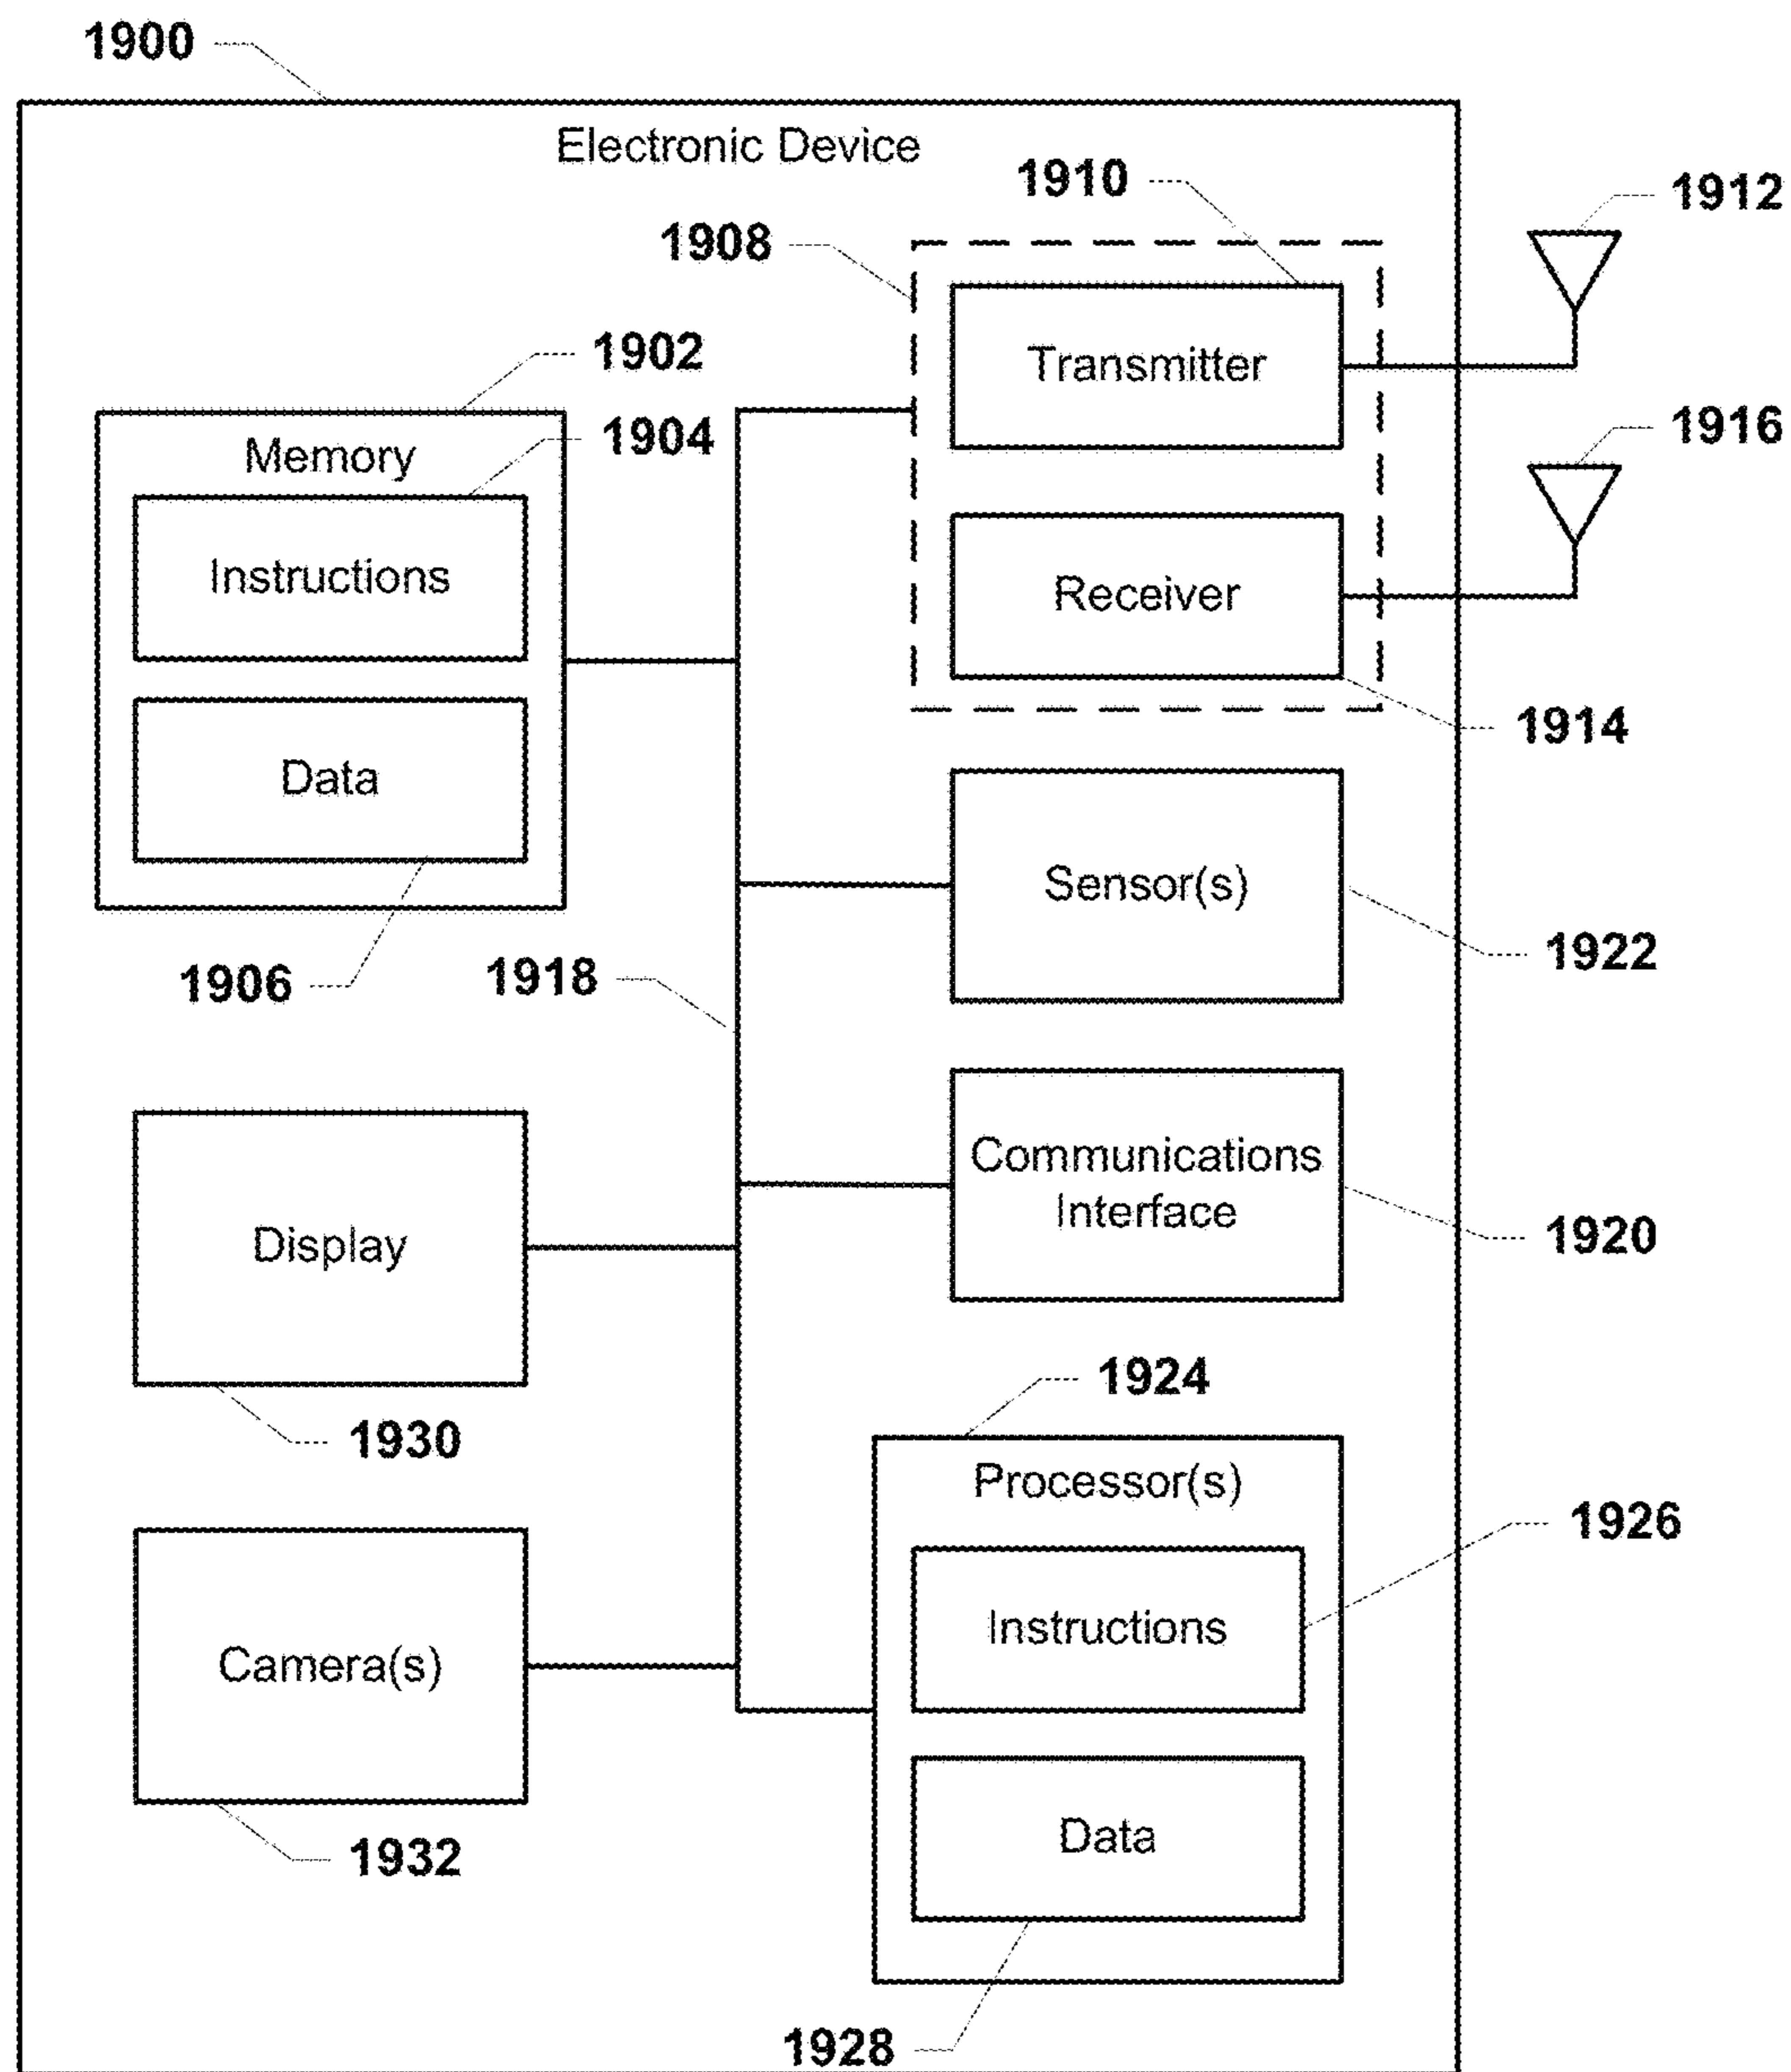 1900
Electronic Device
1910
1912
1908
Transmitter
1902
Memory
1904
1916
Instructions
Receiver
1914
Data
Sensor(s)
1906
1918
1922
Communications
Interface
Display
1920
1924
1930
Processor(s)
1926
Instructions
Camera(s)
Data
1932
1928